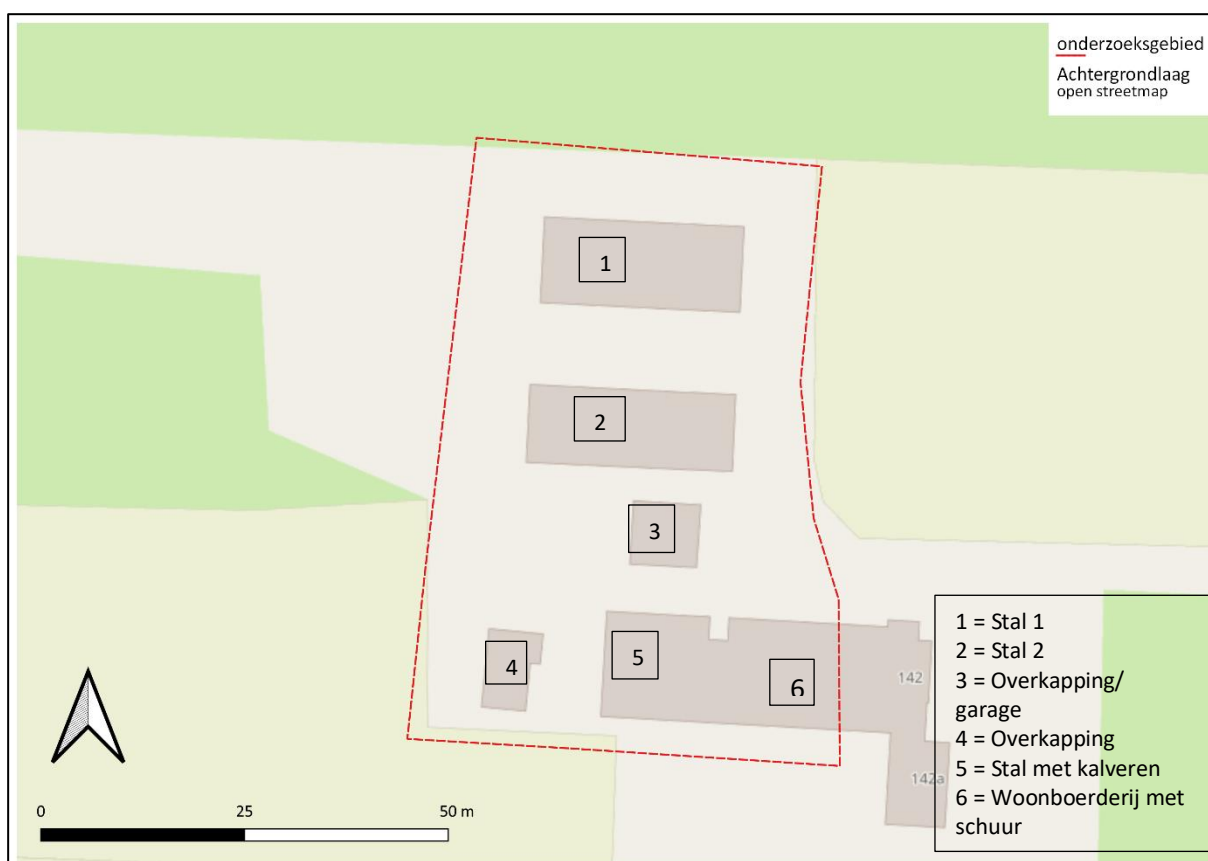 onderzoeksgebied
Achtergrondlaag
open streetmap
1
2
3
4
5
6
142
142a
1 = Stal 1
2 = Stal 2
3 = Overkapping/
garage
4 = Overkapping
5 = Stal met kalveren
6 = Woonboerderij met
schuur
0
25
50 m